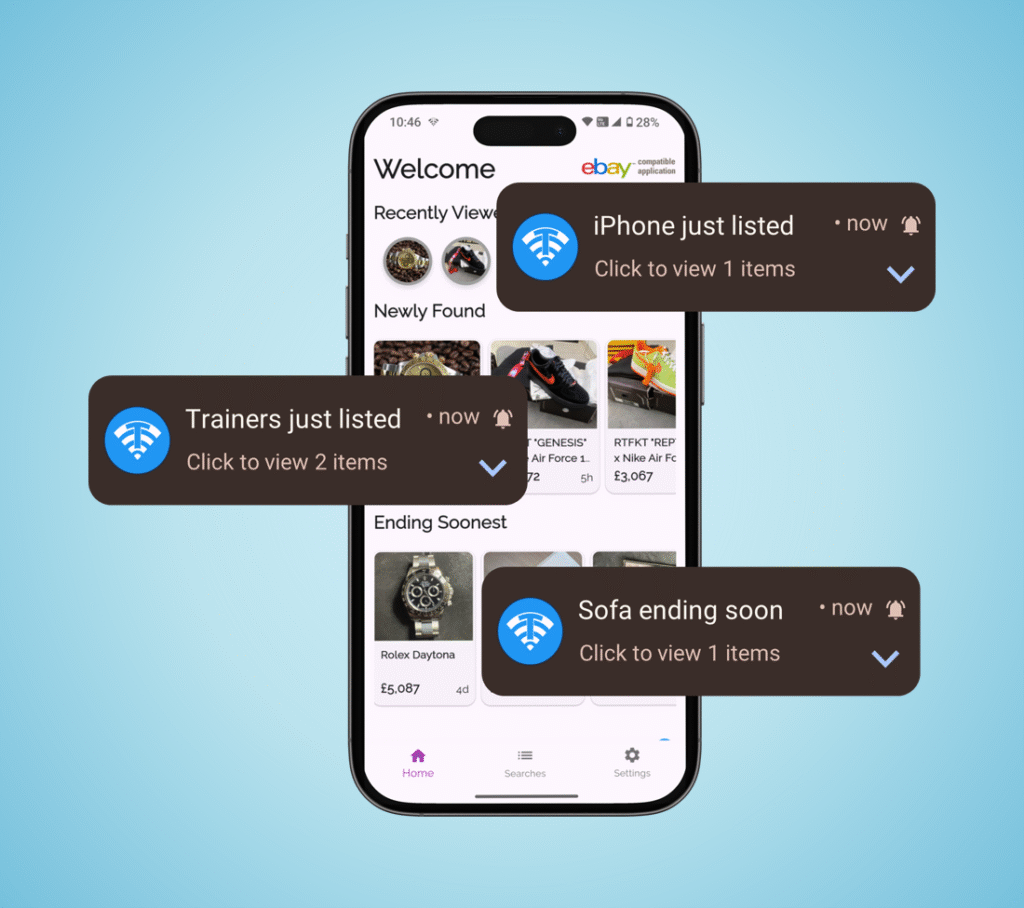 10:46
28%
Welcome
ebay™ compatible
application
Recently Viewe
iPhone just listed • now
Click to view 1 items
Newly Found
Trainers just listed • now
Click to view 2 items
"GENESIS"
Air Force 1...
72 5h
RTFKT "REP
x Nike Air Fo
£3,067
Ending Soonest
Rolex Daytona
£5,087 4d
Sofa ending soon • now
Click to view 1 items
Home
Searches
Settings